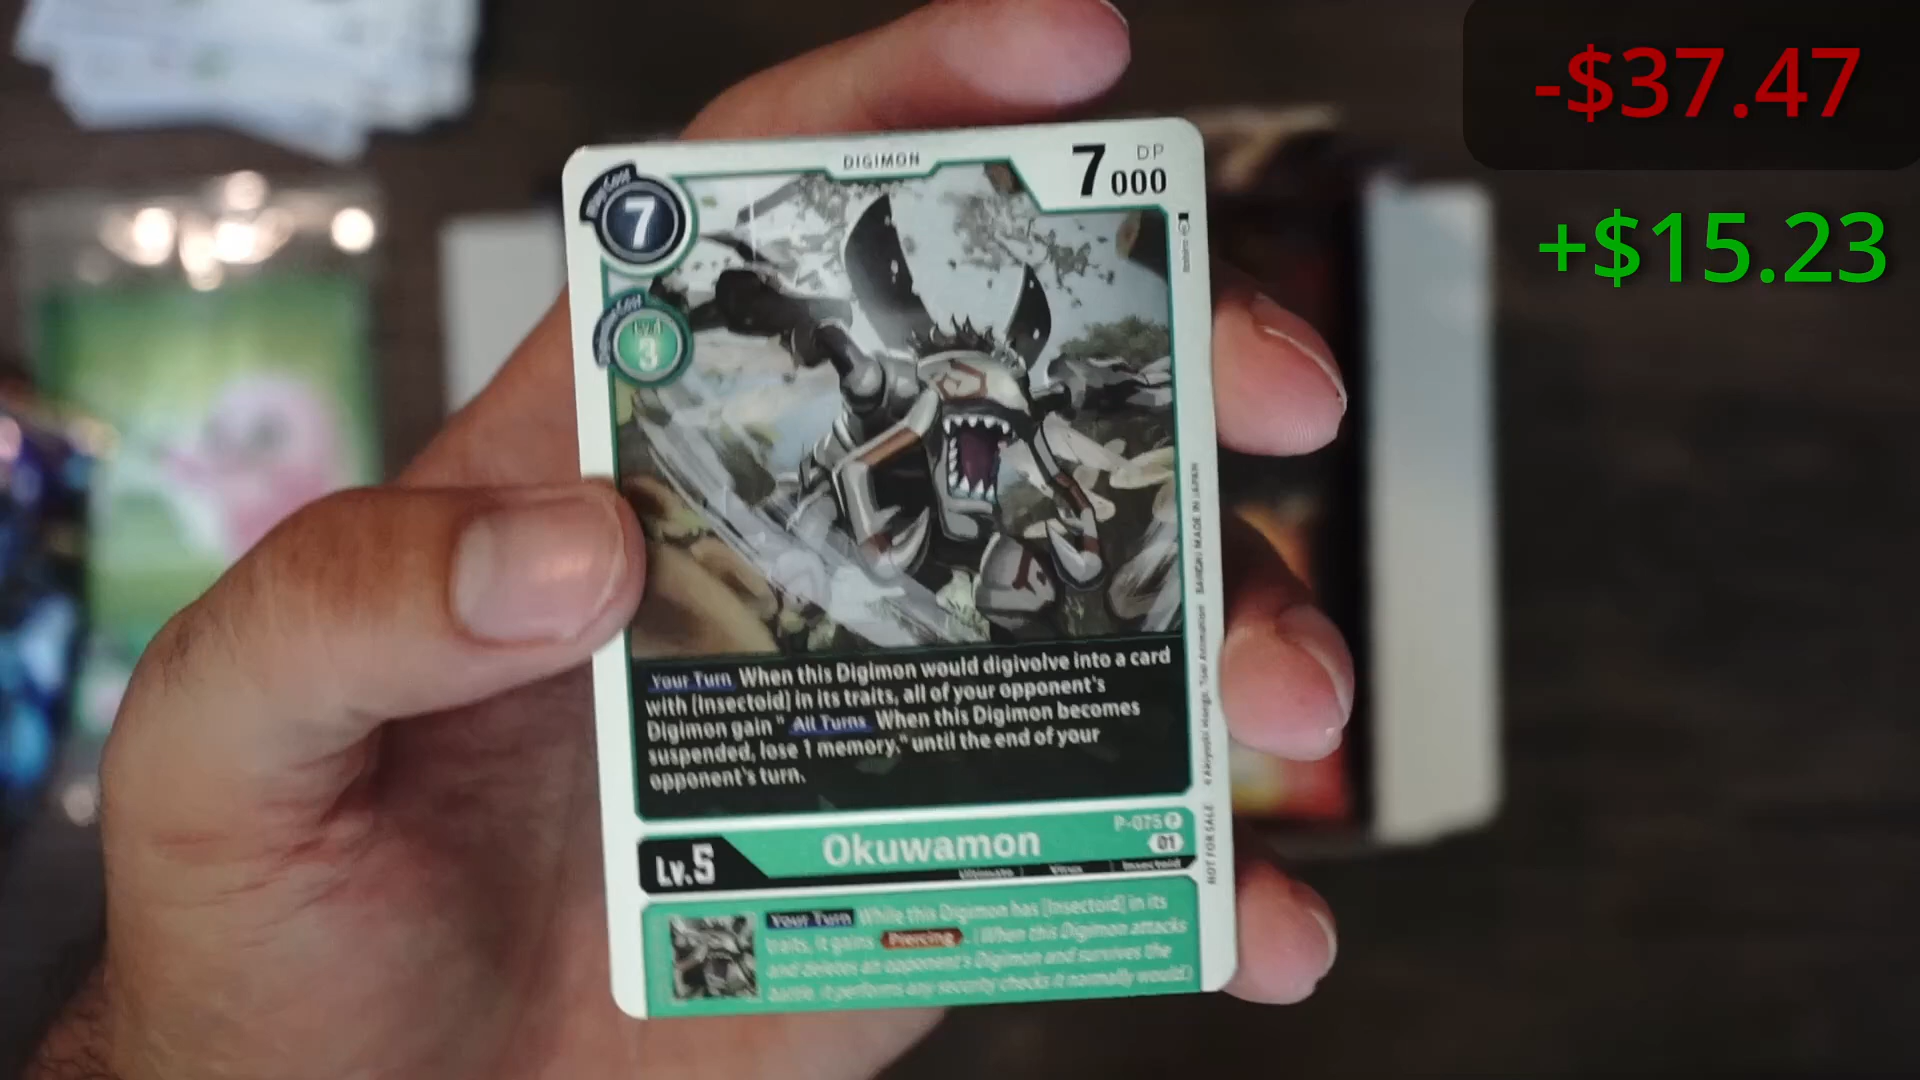 -$37.47
+$15.23
DIGIMON
7000
DP
7
Lv.4
3
Your Turn When this Digimon would digivolve into a card
with [Insectoid] in its traits, all of your opponent's
Digimon gain " All Turns When this Digimon becomes
suspended, lose 1 memory," until the end of your
opponent's turn.
P-075 P
01
Lv.5
Okuwamon
Ultimate Virus Insectoid
Your Turn While this Digimon has [Insectoid] in its
traits, it gains Piercing . (When this Digimon attacks
and deletes an opponent's Digimon and survives the
battle, it performs any security checks it normally would.)
NOT FOR SALE
BANDAI MADE IN JAPAN